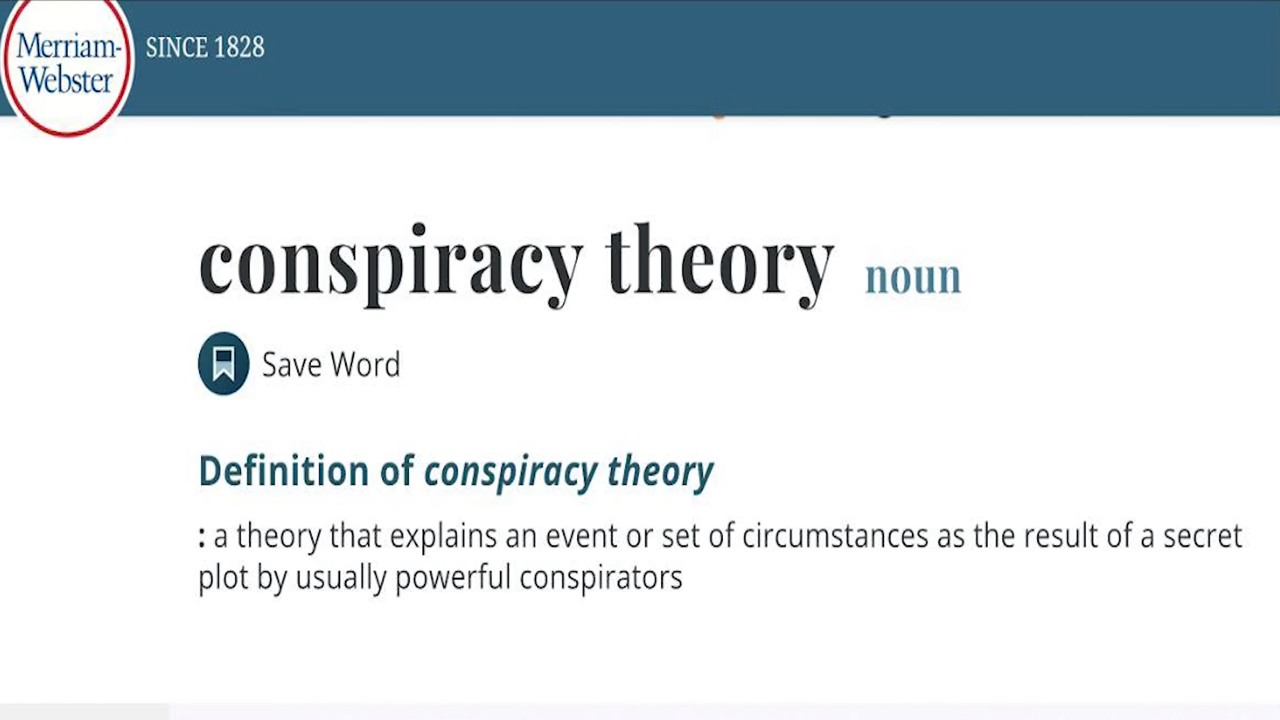 Merriam-
Webster
SINCE 1828
conspiracy theory noun
Save Word
Definition of conspiracy theory
: a theory that explains an event or set of circumstances as the result of a secret
plot by usually powerful conspirators